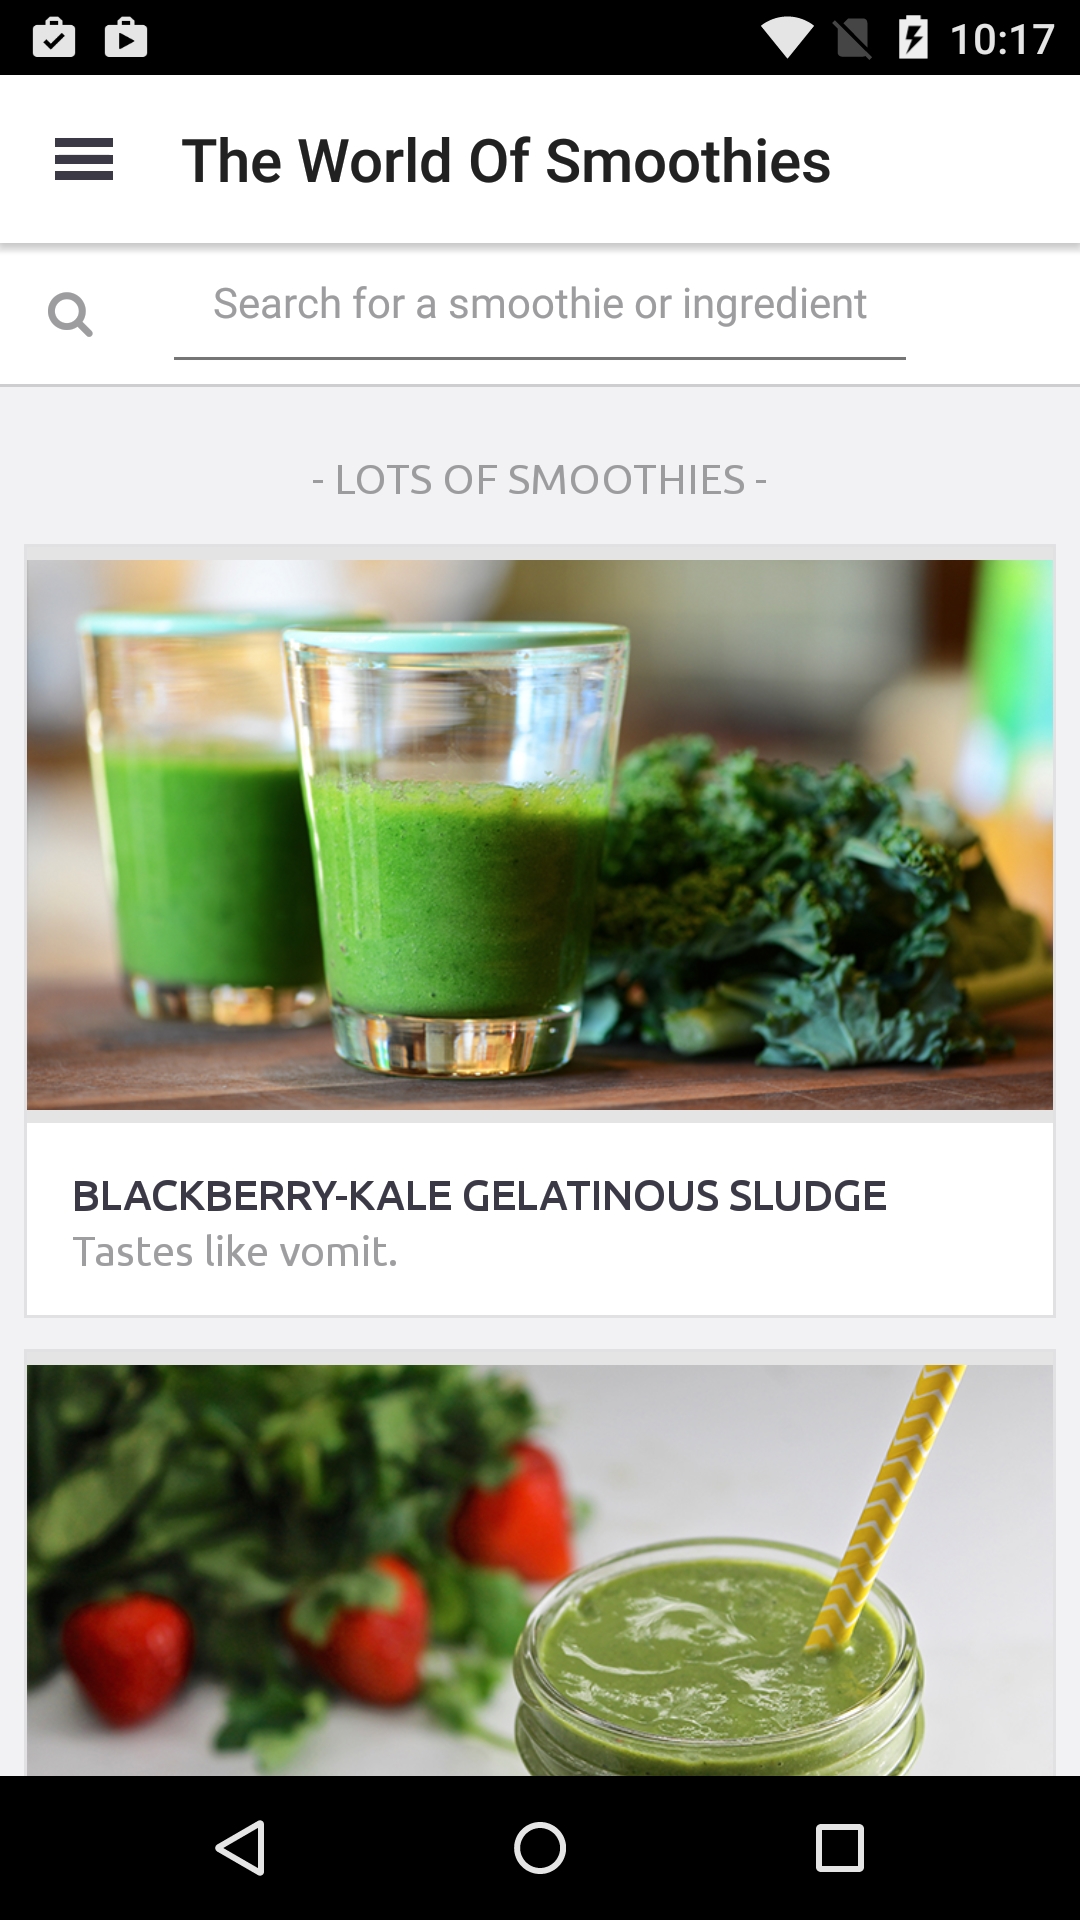 10:17
The World Of Smoothies
Search for a smoothie or ingredient
- LOTS OF SMOOTHIES -
BLACKBERRY-KALE GELATINOUS SLUDGE
Tastes like vomit.